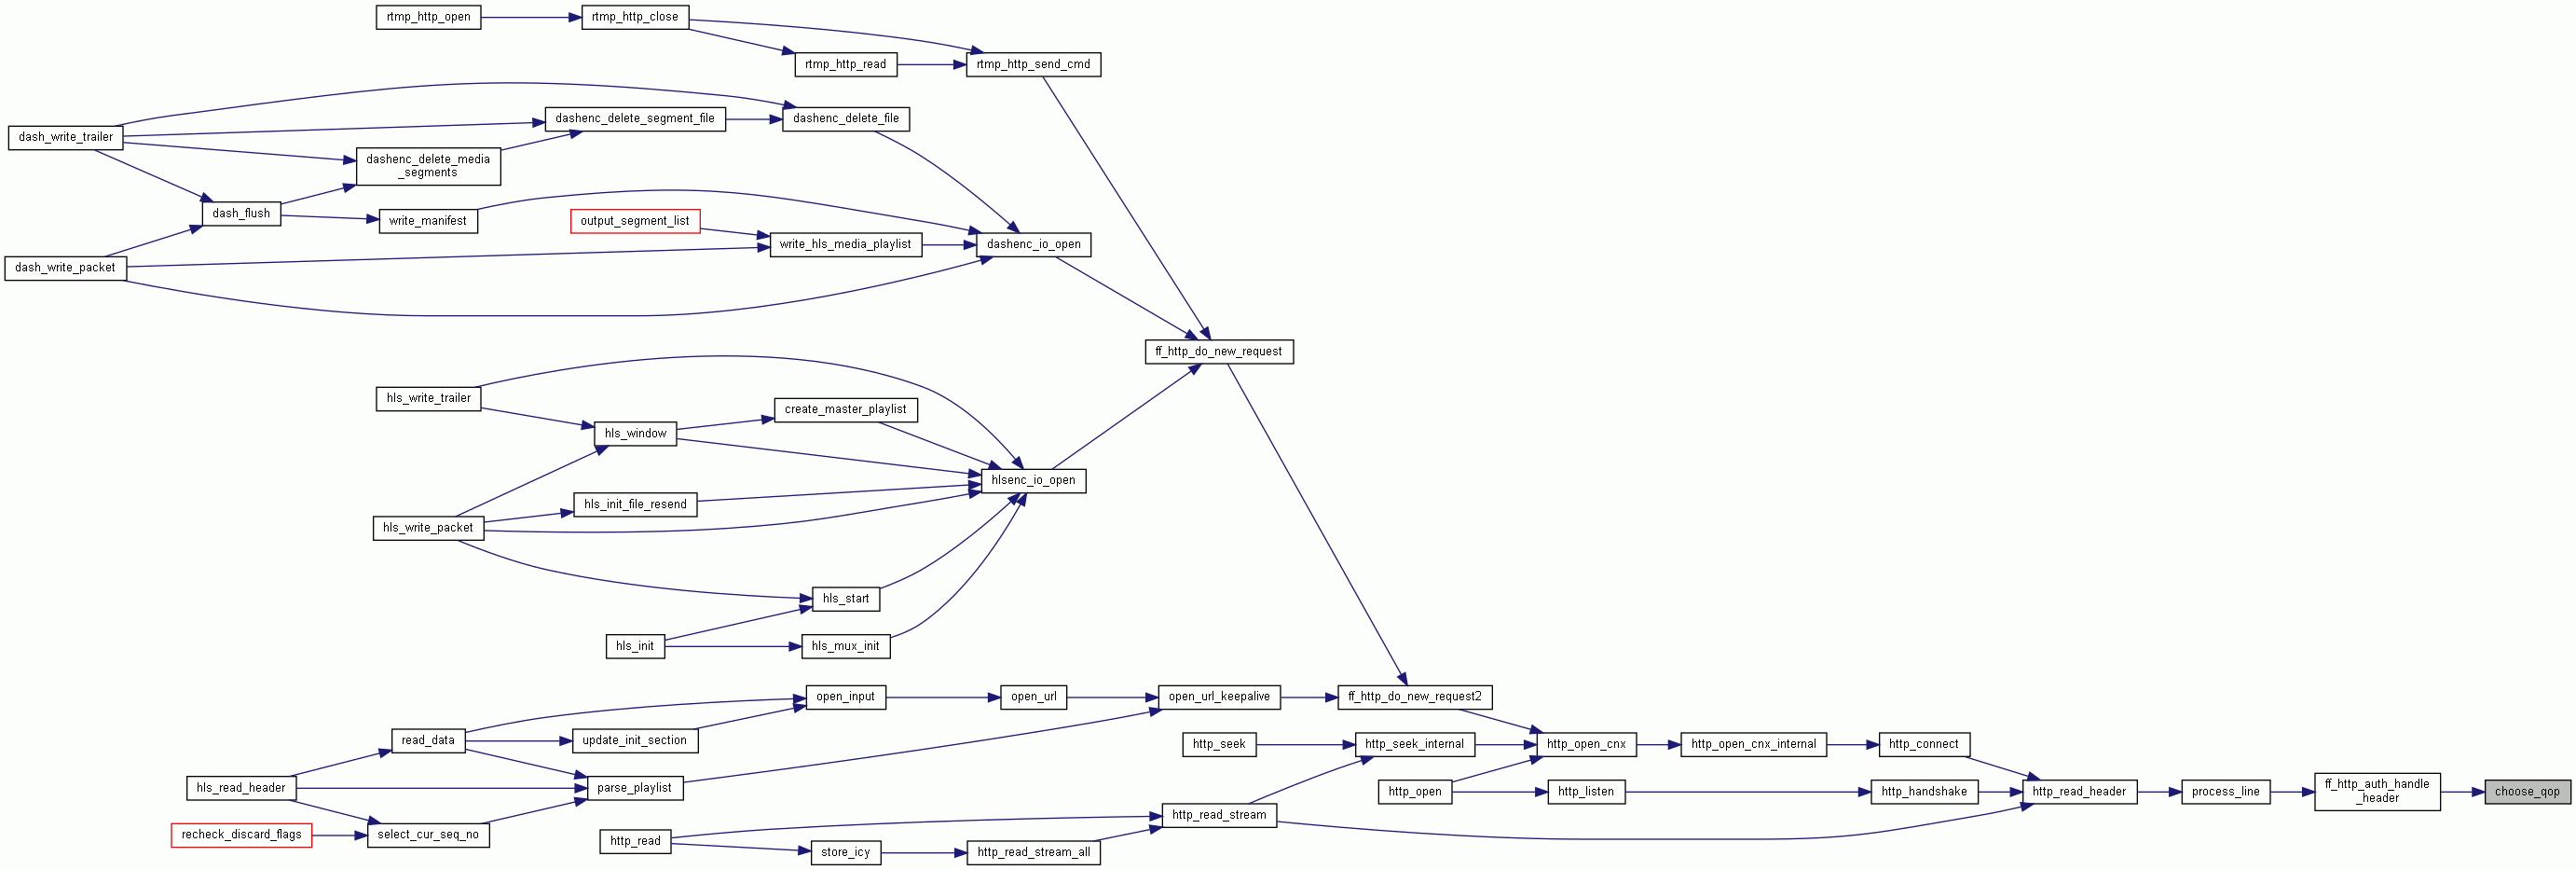 rtmp_http_open
rtmp_http_close
rtmp_http_read
rtmp_http_send_cmd
dash_write_trailer
dashenc_delete_segment_file
dashenc_delete_file
dashenc_delete_media
_segments
dash_flush
write_manifest
output_segment_list
write_hls_media_playlist
dashenc_io_open
dash_write_packet
ff_http_do_new_request
hls_write_trailer
create_master_playlist
hls_window
hlsenc_io_open
hls_init_file_resend
hls_write_packet
hls_start
hls_init
hls_mux_init
open_input
open_url
open_url_keepalive
ff_http_do_new_request2
read_data
update_init_section
http_seek
http_seek_internal
http_open_cnx
http_open_cnx_internal
http_connect
hls_read_header
parse_playlist
http_open
http_listen
http_handshake
http_read_header
process_line
ff_http_auth_handle
_header
choose_qop
recheck_discard_flags
select_cur_seq_no
http_read_stream
http_read
store_icy
http_read_stream_all